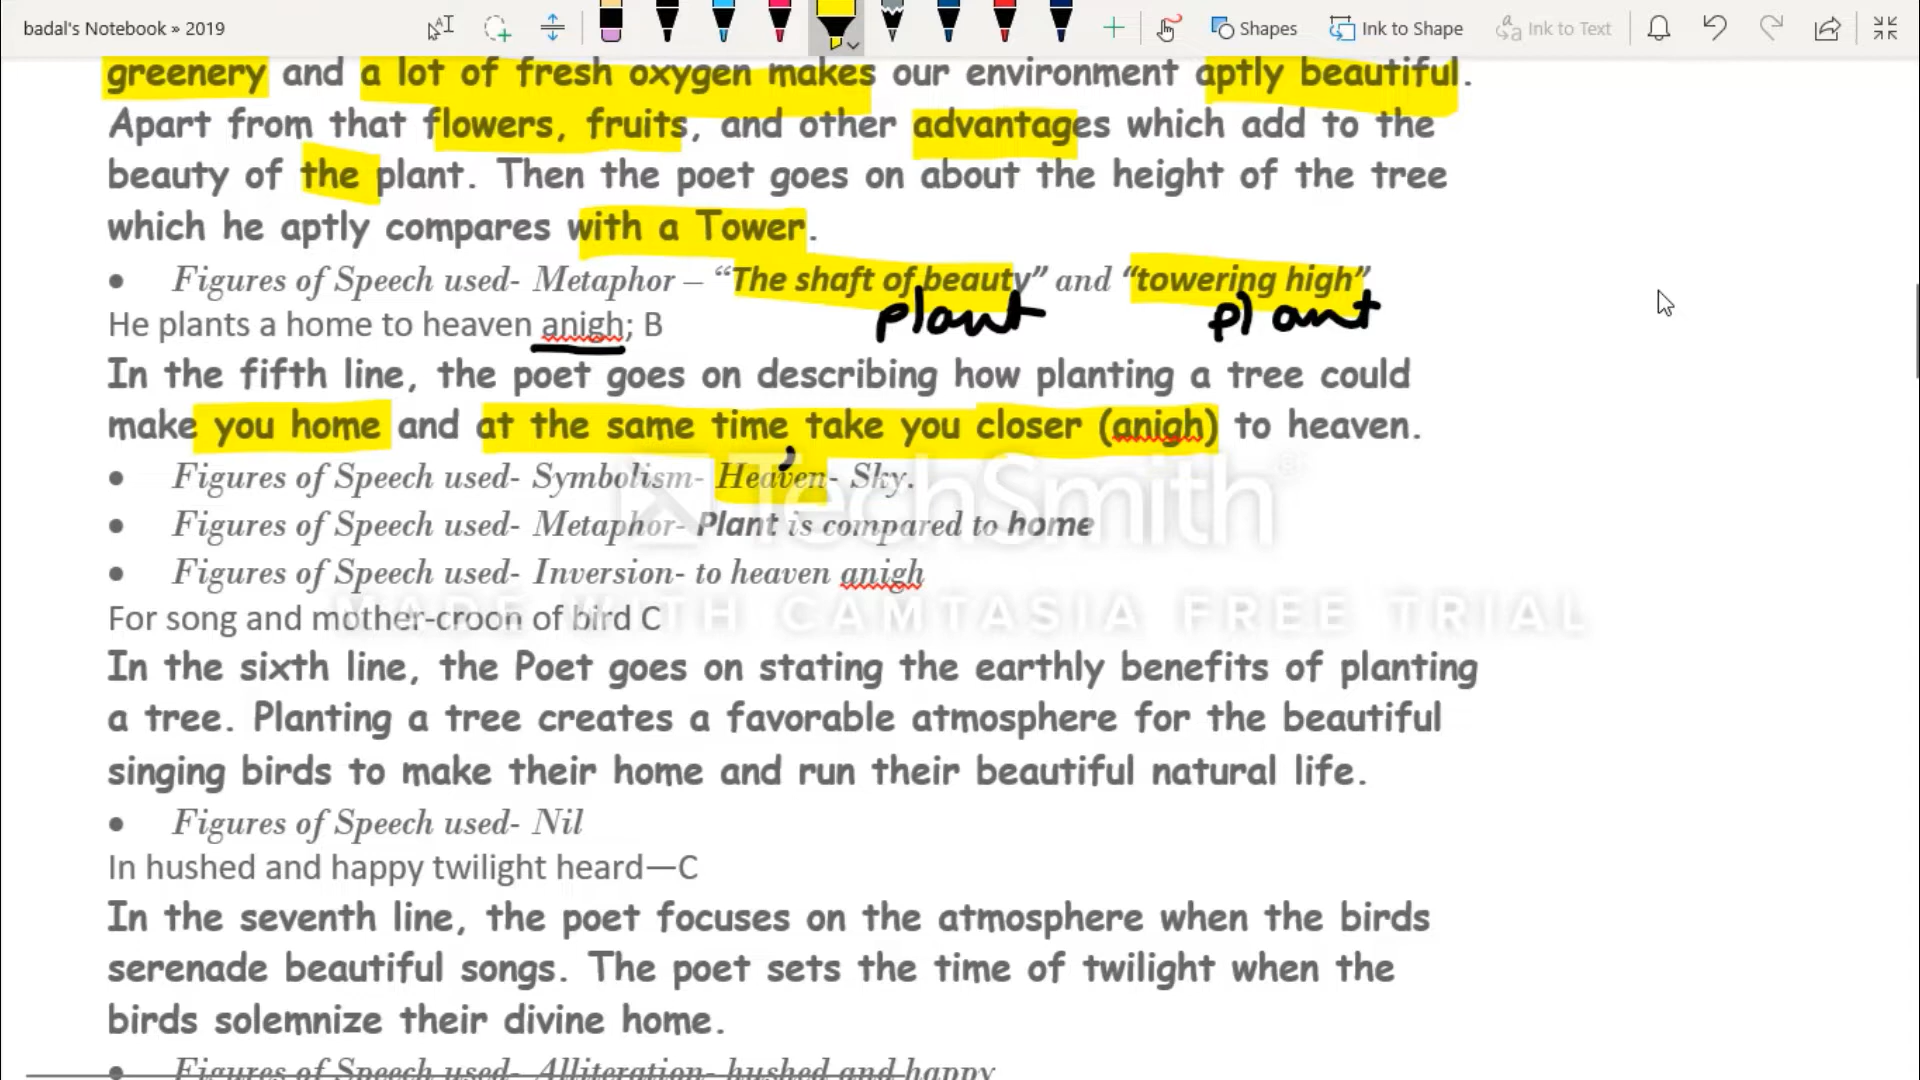 badal's Notebook » 2019
Shapes
Ink to Shape
Ink to Text
greenery and a lot of fresh oxygen makes our environment aptly beautiful.
Apart from that flowers, fruits, and other advantages which add to the
beauty of the plant. Then the poet goes on about the height of the tree
which he aptly compares with a Tower.
• Figures of Speech used- Metaphor – “The shaft of beauty” and “towering high”
plant plant
He plants a home to heaven anigh; B
In the fifth line, the poet goes on describing how planting a tree could
make you home and at the same time take you closer (anigh) to heaven.
• Figures of Speech used- Symbolism- Heaven- Sky.
• Figures of Speech used- Metaphor- Plant is compared to home
• Figures of Speech used- Inversion- to heaven anigh
TechSmith
MADE WITH CAMTASIA FREE TRIAL
For song and mother-croon of bird C
In the sixth line, the Poet goes on stating the earthly benefits of planting
a tree. Planting a tree creates a favorable atmosphere for the beautiful
singing birds to make their home and run their beautiful natural life.
• Figures of Speech used- Nil
In hushed and happy twilight heard—C
In the seventh line, the poet focuses on the atmosphere when the birds
serenade beautiful songs. The poet sets the time of twilight when the
birds solemnize their divine home.
• Figures of Speech used- Alliteration- hushed and happy